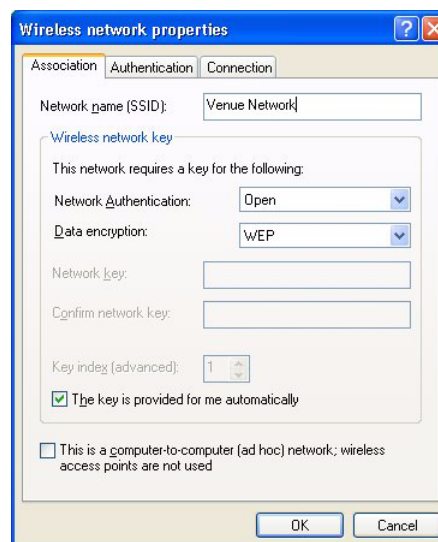 Wireless network properties
Association Authentication Connection
Network name (SSID): Venue Network
Wireless network key
This network requires a key for the following:
Network Authentication: Open
Data encryption: WEP
Network key:
Confirm network key:
Key index (advanced): 1
The key is provided for me automatically
This is a computer-to-computer (ad hoc) network; wireless
access points are not used
OK Cancel